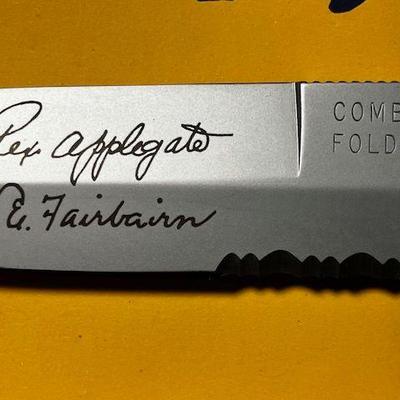 Rex. Applegate
E. Fairbairn
COMB
FOLD